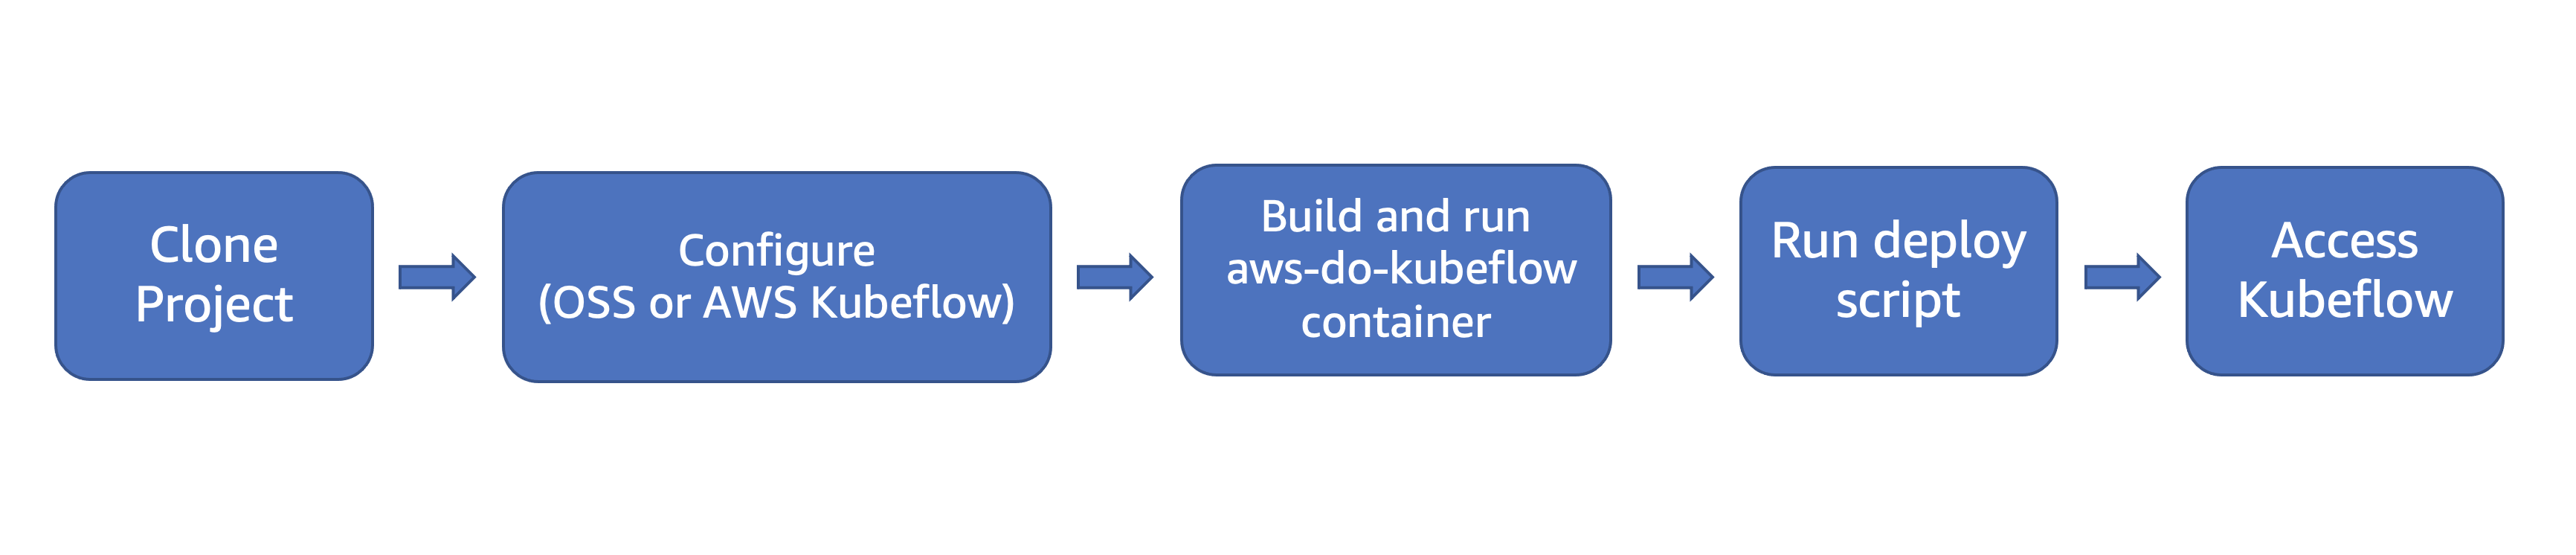 Clone
Project
Configure
(OSS or AWS Kubeflow)
Build and run
aws-do-kubeflow
container
Run deploy
script
Access
Kubeflow